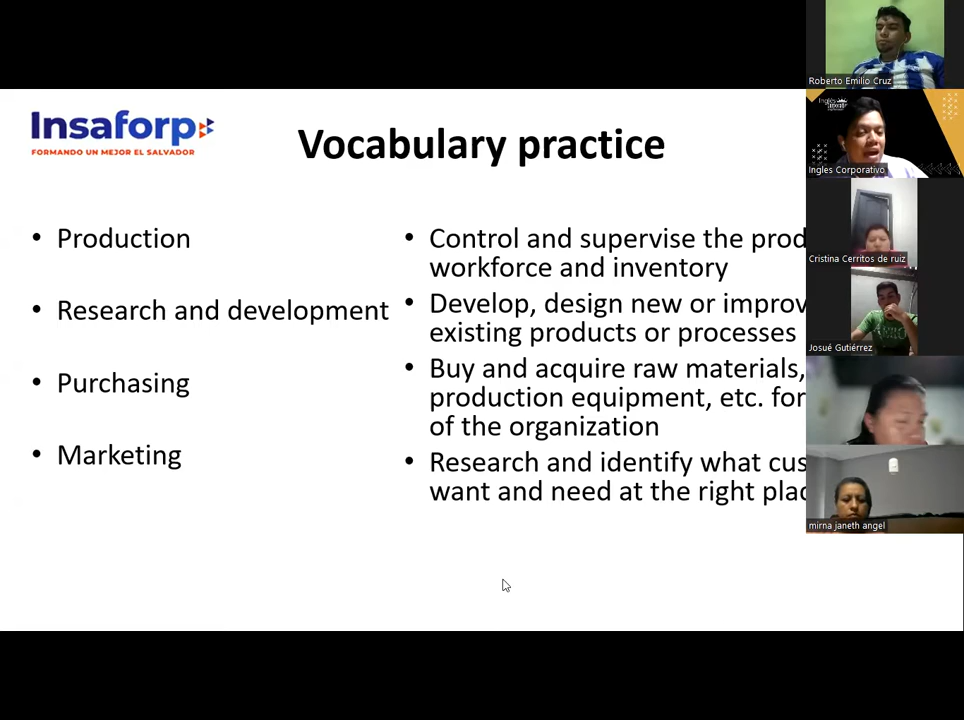 Insaforp
FORMANDO UN MEJOR EL SALVADOR
Vocabulary practice
• Production
• Research and development
• Purchasing
• Marketing
• Control and supervise the prod
workforce and inventory
• Develop, design new or improv
existing products or processes
• Buy and acquire raw materials,
production equipment, etc. for
of the organization
• Research and identify what cus
want and need at the right plac
Roberto Emilio Cruz
Ingles Corporativo
Cristina Cerritos de ruiz
Josué Gutiérrez
mirna janeth angel